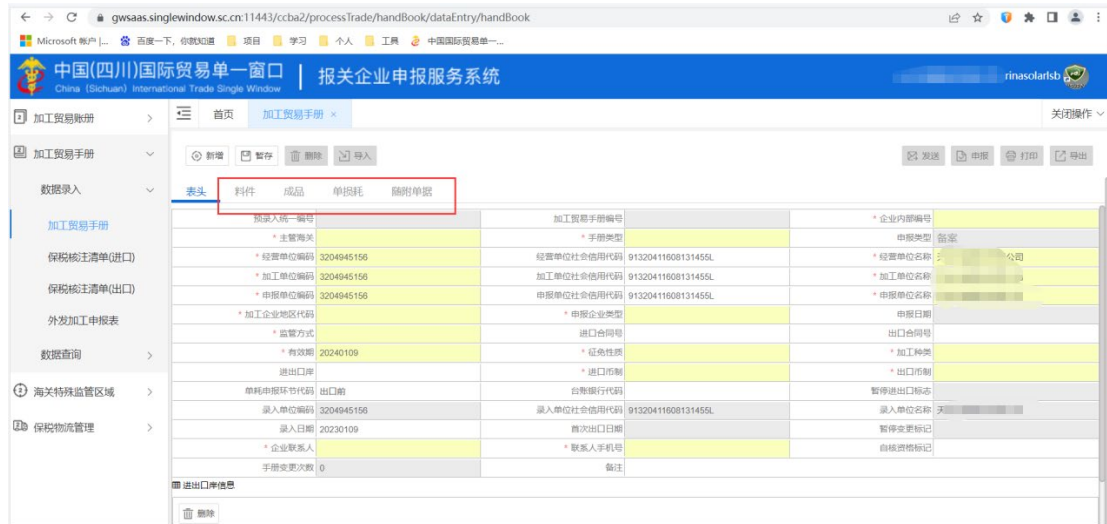 gwsaas.singlewindow.sc.cn:11443/ccba2/processTrade/handBook/dataEntry/handBook
Microsoft 帐户 |... 百度一下，你就知道 项目 学习 个人 工具 中国国际贸易单一...
中国(四川)国际贸易单一窗口 | 报关企业申报服务系统 rinasolarlsb
China (Sichuan) International Trade Single Window
加工贸易账册 首页 加工贸易手册 × 关闭操作
加工贸易手册 新增 暂存 删除 导入 发送 申报 打印 导出
数据录入 表头 料件 成品 单损耗 随附单据
预录入统一编号 加工贸易手册编号 * 企业内部编号
加工贸易手册 * 主管海关 * 手册类型 申报类型 备案
保税核注清单(进口) * 经营单位编码 3204945156 经营单位社会信用代码 91320411608131455L * 经营单位名称 天 公司
* 加工单位编码 3204945156 加工单位社会信用代码 91320411608131455L * 加工单位名称
保税核注清单(出口) * 申报单位编码 3204945156 申报单位社会信用代码 91320411608131455L * 申报单位名称
外发加工申报表 * 加工企业地区代码 * 申报企业类型 申报日期
* 监管方式 进口合同号 出口合同号
数据查询 * 有效期 20240109 * 征免性质 * 加工种类
进出口岸 * 进口币制 * 出口币制
海关特殊监管区域 单耗申报环节代码 出口前 台账银行代码 暂停进出口标志
录入单位编码 3204945156 录入单位社会信用代码 91320411608131455L 录入单位名称 天
保税物流管理 录入日期 20230109 首次出口日期 暂停变更标记
* 企业联系人 * 联系人手机号 自核资格标记
手册变更次数 0 备注
进出口岸信息
删除